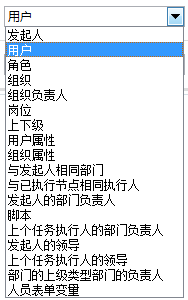 用户
发起人
用户
角色
组织
组织负责人
岗位
上下级
用户属性
组织属性
与发起人相同部门
与已执行节点相同执行人
发起人的部门负责人
脚本
上个任务执行人的部门负责人
发起人的领导
上个任务执行人的领导
部门的上级类型部门的负责人
人员表单变量